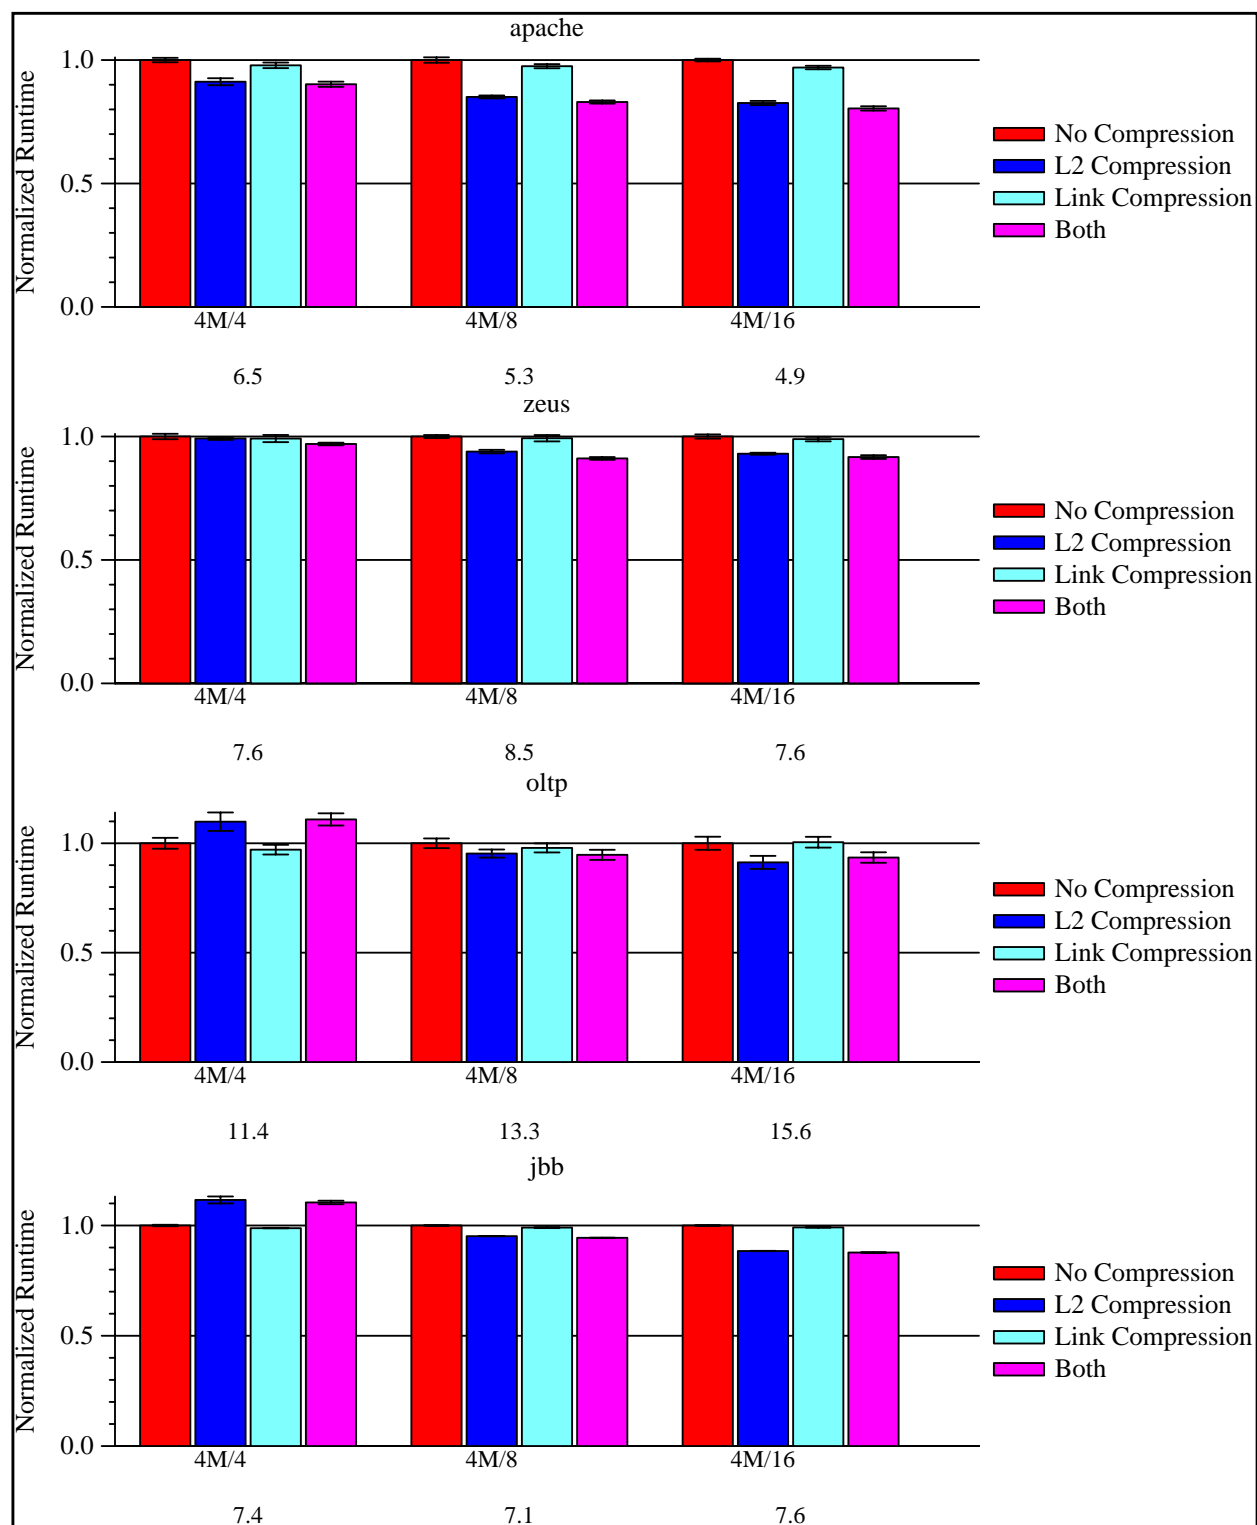 apache
Normalized Runtime
1.0
0.5
0.0
4M/4 4M/8 4M/16
6.5 5.3 4.9
No Compression
L2 Compression
Link Compression
Both
zeus
Normalized Runtime
1.0
0.5
0.0
4M/4 4M/8 4M/16
7.6 8.5 7.6
No Compression
L2 Compression
Link Compression
Both
oltp
Normalized Runtime
1.0
0.5
0.0
4M/4 4M/8 4M/16
11.4 13.3 15.6
No Compression
L2 Compression
Link Compression
Both
jbb
Normalized Runtime
1.0
0.5
0.0
4M/4 4M/8 4M/16
7.4 7.1 7.6
No Compression
L2 Compression
Link Compression
Both